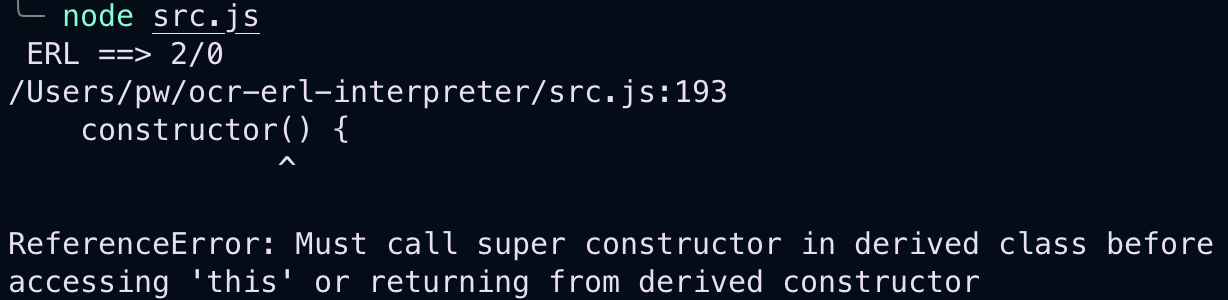 node src.js
ERL ==> 2/0
/Users/pw/ocr-erl-interpreter/src.js:193
    constructor() {
               ^
ReferenceError: Must call super constructor in derived class before
accessing 'this' or returning from derived constructor